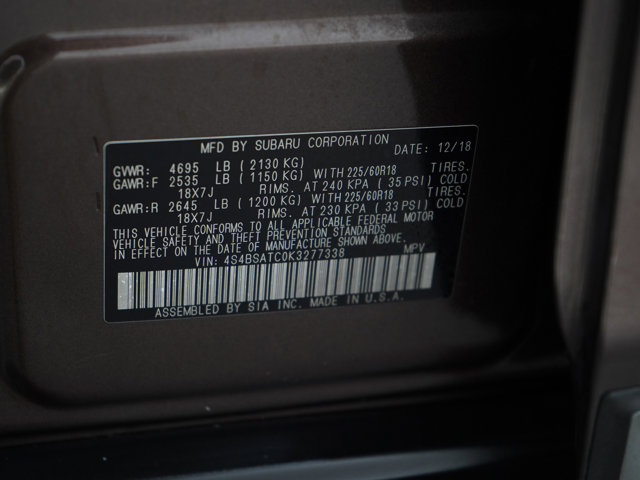 MFD BY SUBARU CORPORATION 12/18
GVWR: 4695 LB ( 2130 KG)
GAWR:F 2535 LB ( 1150 KG) WITH 225/60R18 TIRES.
18X7J RIMS. AT 240 KPA ( 35 PSI) COLD
GAWR:R 2645 LB ( 1200 KG) WITH 225/60R18 TIRES.
18X7J RIMS. AT 230 KPA ( 33 PSI) COLD
THIS VEHICLE CONFORMS TO ALL APPLICABLE FEDERAL MOTOR
VEHICLE SAFETY AND THEFT PREVENTION STANDARDS
IN EFFECT ON THE DATE OF MANUFACTURE SHOWN ABOVE.
VIN: 4S4BSATC0K3277338 MPV
ASSEMBLED BY SIA INC. MADE IN U.S.A.